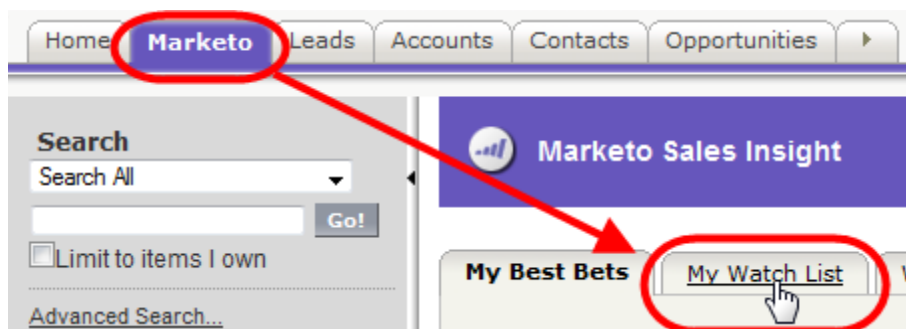 Home Marketo Leads Accounts Contacts Opportunities
Search
Search All
Go!
Limit to items I own
Advanced Search...
Marketo Sales Insight
My Best Bets My Watch List